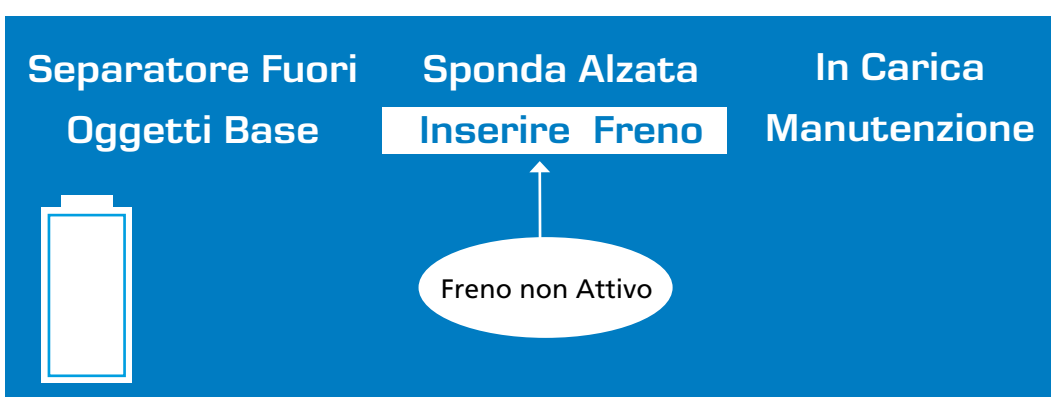 Separatore Fuori
Sponda Alzata
In Carica
Oggetti Base
Inserire Freno
Manutenzione
Freno non Attivo